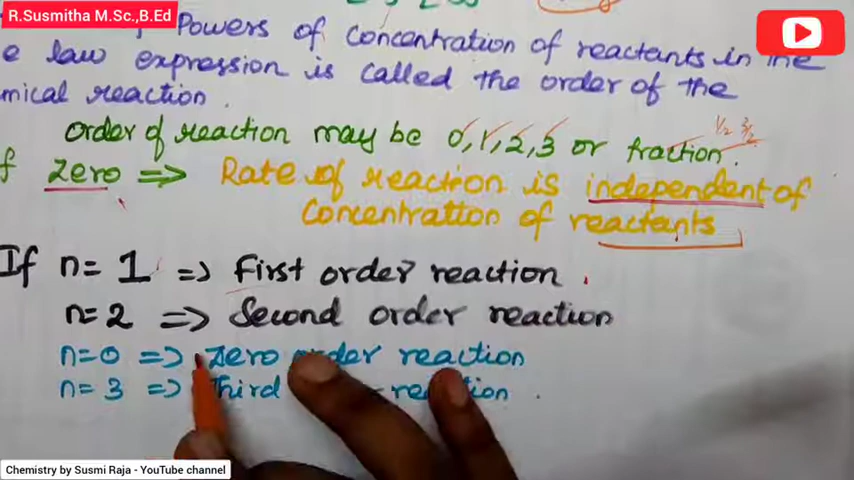 R.Susmitha M.Sc.,B.Ed
Powers of Concentration of reactants in the
e law expression is called the order of the
mical reaction.
order of reaction may be 0,1,2,3 or fraction. 1/2 3/2
f zero => Rate of reaction is independent of
Concentration of reactants
If n= 1 => First order reaction.
n=2 => Second order reaction
n=0 => Zero order reaction
n= 3 => Third reaction.
Chemistry by Susmi Raja - YouTube channel